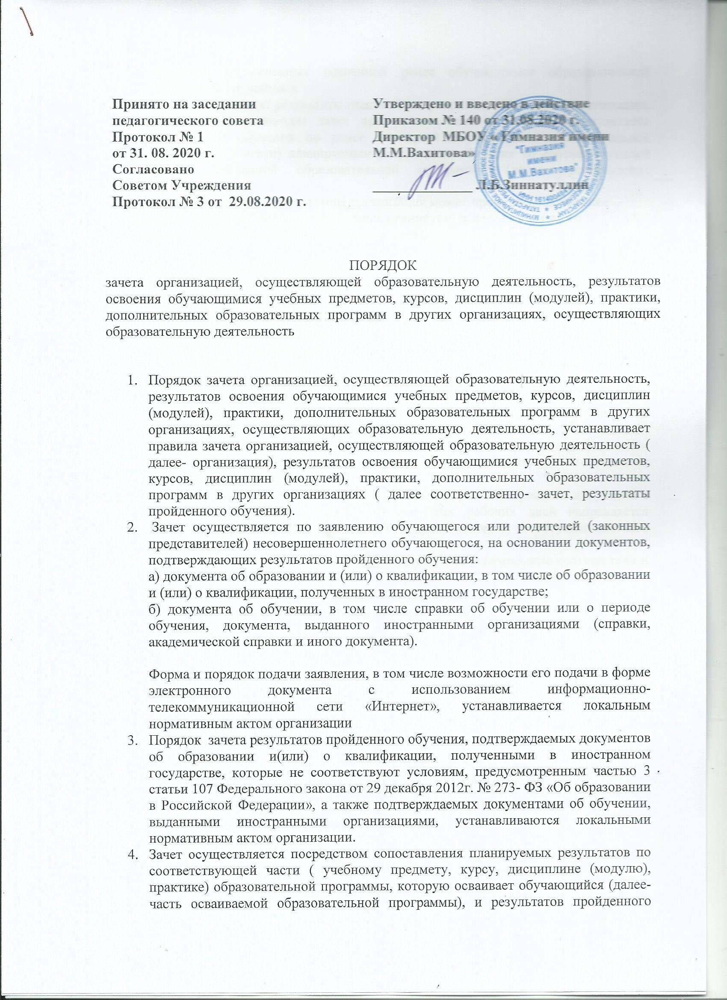 Принято на заседании
педагогического совета
Протокол № 1
от 31. 08. 2020 г.
Согласовано
Советом Учреждения
Протокол № 3 от 29.08.2020 г.
Утверждено и введено в действие
Приказом № 140 от 31.08.2020 г.
Директор МБОУ « Гимназия имени
М.М.Вахитова»
____________ Л.Б.Зиннатуллин
"Гимназия
имени
М.М.Вахитова"
ПОРЯДОК
зачета организацией, осуществляющей образовательную деятельность, результатов
освоения обучающимися учебных предметов, курсов, дисциплин (модулей), практики,
дополнительных образовательных программ в других организациях, осуществляющих
образовательную деятельность
1. Порядок зачета организацией, осуществляющей образовательную деятельность,
результатов освоения обучающимися учебных предметов, курсов, дисциплин
(модулей), практики, дополнительных образовательных программ в других
организациях, осуществляющих образовательную деятельность, устанавливает
правила зачета организацией, осуществляющей образовательную деятельность (
далее- организация), результатов освоения обучающимися учебных предметов,
курсов, дисциплин (модулей), практики, дополнительных образовательных
программ в других организациях ( далее соответственно- зачет, результаты
пройденного обучения).
2. Зачет осуществляется по заявлению обучающегося или родителей (законных
представителей) несовершеннолетнего обучающегося, на основании документов,
подтверждающих результатов пройденного обучения:
а) документа об образовании и (или) о квалификации, в том числе об образовании
и (или) о квалификации, полученных в иностранном государстве;
б) документа об обучении, в том числе справки об обучении или о периоде
обучения, документа, выданного иностранными организациями (справки,
академической справки и иного документа).
Форма и порядок подачи заявления, в том числе возможности его подачи в форме
электронного документа с использованием информационно-
телекоммуникационной сети «Интернет», устанавливается локальным
нормативным актом организации
3. Порядок зачета результатов пройденного обучения, подтверждаемых документов
об образовании и(или) о квалификации, полученными в иностранном
государстве, которые не соответствуют условиям, предусмотренным частью 3
статьи 107 Федерального закона от 29 декабря 2012г. № 273- ФЗ «Об образовании
в Российской Федерации», а также подтверждаемых документами об обучении,
выданными иностранными организациями, устанавливаются локальными
нормативным актом организации.
4. Зачет осуществляется посредством сопоставления планируемых результатов по
соответствующей части ( учебному предмету, курсу, дисциплине (модулю),
практике) образовательной программы, которую осваивает обучающийся (далее-
часть осваиваемой образовательной программы), и результатов пройденного